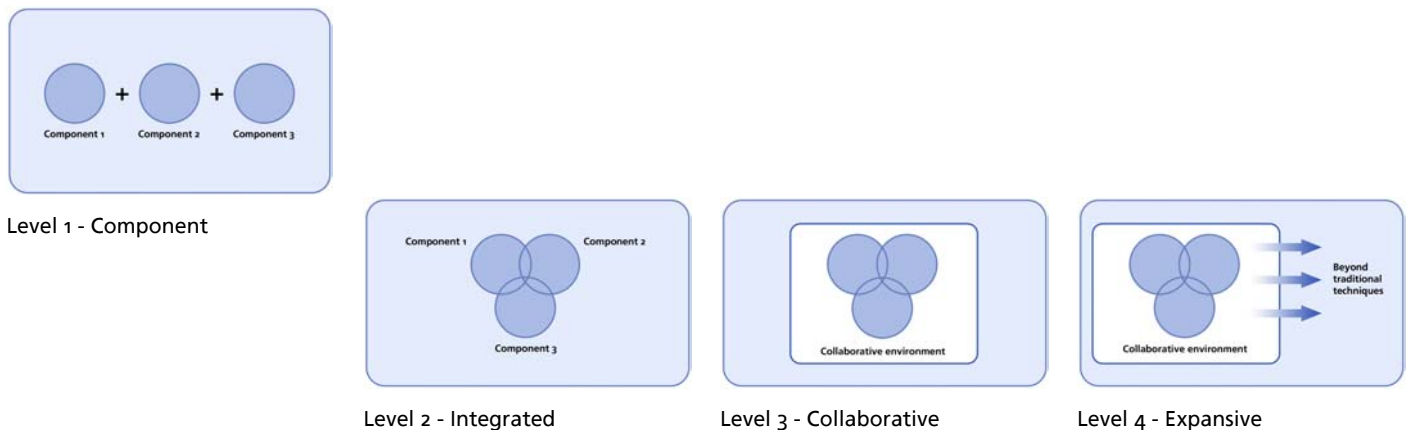 + +
Component 1 Component 2 Component 3
Level 1 - Component
Component 1 Component 2
Component 3
Level 2 - Integrated
Collaborative environment
Level 3 - Collaborative
Beyond
traditional
techniques
Collaborative environment
Level 4 - Expansive